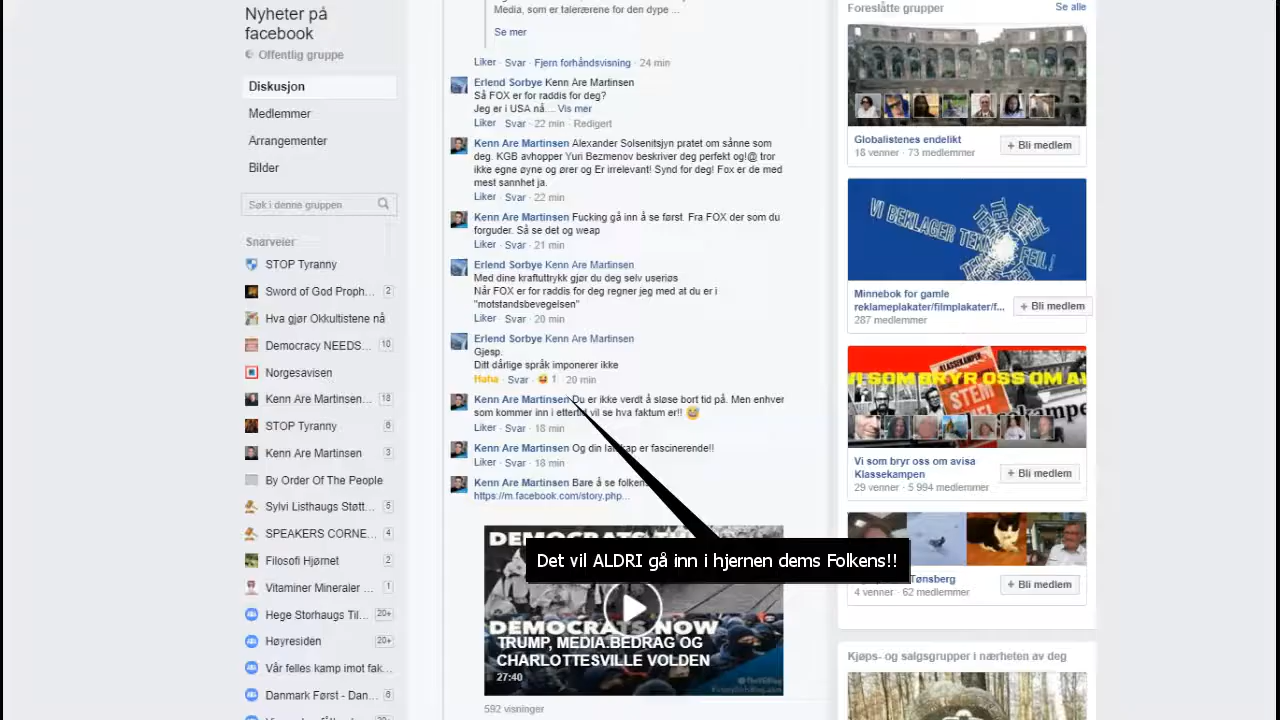 Nyheter på
facebook
Offentlig gruppe
Diskusjon
Medlemmer
Arrangementer
Bilder
Søk i denne gruppen
Snarveier
STOP Tyranny
Sword of God Proph... 2
Hva gjør de Kristne nå
Democracy NEEDS... 10
Norgesavisen
Kenn Are Martinsen... 18
STOP Tyranny 6
Kenn Are Martinsen 3
By Order Of The People
Sylvi Listhaugs Støtt... 5
SPEAKERS CORNE... 4
Filosofi Hjørnet 2
Vitaminer Mineraler ... 1
Hege Storhaugs Ti... 20+
Høyresiden 20+
Vår felles kamp imot fak...
Danmark Først - Dan... 8
Media, som er talerærene for den dype ...
Se mer
Liker · Svar · Fjern forhåndsvisning · 24 min
Erlend Sorbye Kenn Are Martinsen
Så FOX er for raddis for deg?
Jeg er i USA nå.... Vis mer
Liker · Svar · 22 min · Redigert
Kenn Are Martinsen Alexander Solsenitsjyn pratet om sånne som
deg. KGB avhopper Yuri Bezmenov beskriver deg perfekt og!@ tror
ikke egne øyne og ører og Er irrelevant! Synd for deg! Fox er de med
mest sannhet ja.
Liker · Svar · 22 min
Kenn Are Martinsen Fucking gå inn å se først. Fra FOX der som du
forguder. Så se det og weap
Liker · Svar · 21 min
Erlend Sorbye Kenn Are Martinsen
Med dine kraftuttrykk gjør du deg selv useriøs
Når FOX er for raddis for deg regner jeg med at du er i
"motstandsbevegelsen"
Liker · Svar · 20 min
Erlend Sorbye Kenn Are Martinsen
Gjesp.
Ditt dårlige språk imponerer ikke
Haha · Svar · 1 · 20 min
Kenn Are Martinsen Du er ikke verdt å sløse bort tid på. Men enhver
som kommer inn i ettertid vil se hva faktum er!!
Liker · Svar · 18 min
Kenn Are Martinsen Og din latskap er fascinerende!!
Liker · Svar · 18 min
Kenn Are Martinsen Bare å se folkens
https://m.facebook.com/story.php...
DEMOCRATS
Det vil ALDRI gå inn i hjernen dems Folkens!!
DEMOCRATS NOW
TRUMP, MEDIA.BEDRAG OG
CHARLOTTESVILLE VOLDEN
27:40
592 visninger
Foreslåtte grupper Se alle
Globalistenes endelikt
18 venner · 73 medlemmer
+ Bli medlem
VI BEKLAGER TEKNISK FEIL!
Minnebok for gamle
reklameplakater/filmplakater/f...
287 medlemmer
+ Bli medlem
KLASSEKAMPEN
VI SOM BRYR OSS OM AV
STEM
Vi som bryr oss om avisa
Klassekampen
29 venner · 5 994 medlemmer
+ Bli medlem
Tønsberg
4 venner · 62 medlemmer
+ Bli medlem
Kjøps- og salgsgrupper i nærheten av deg